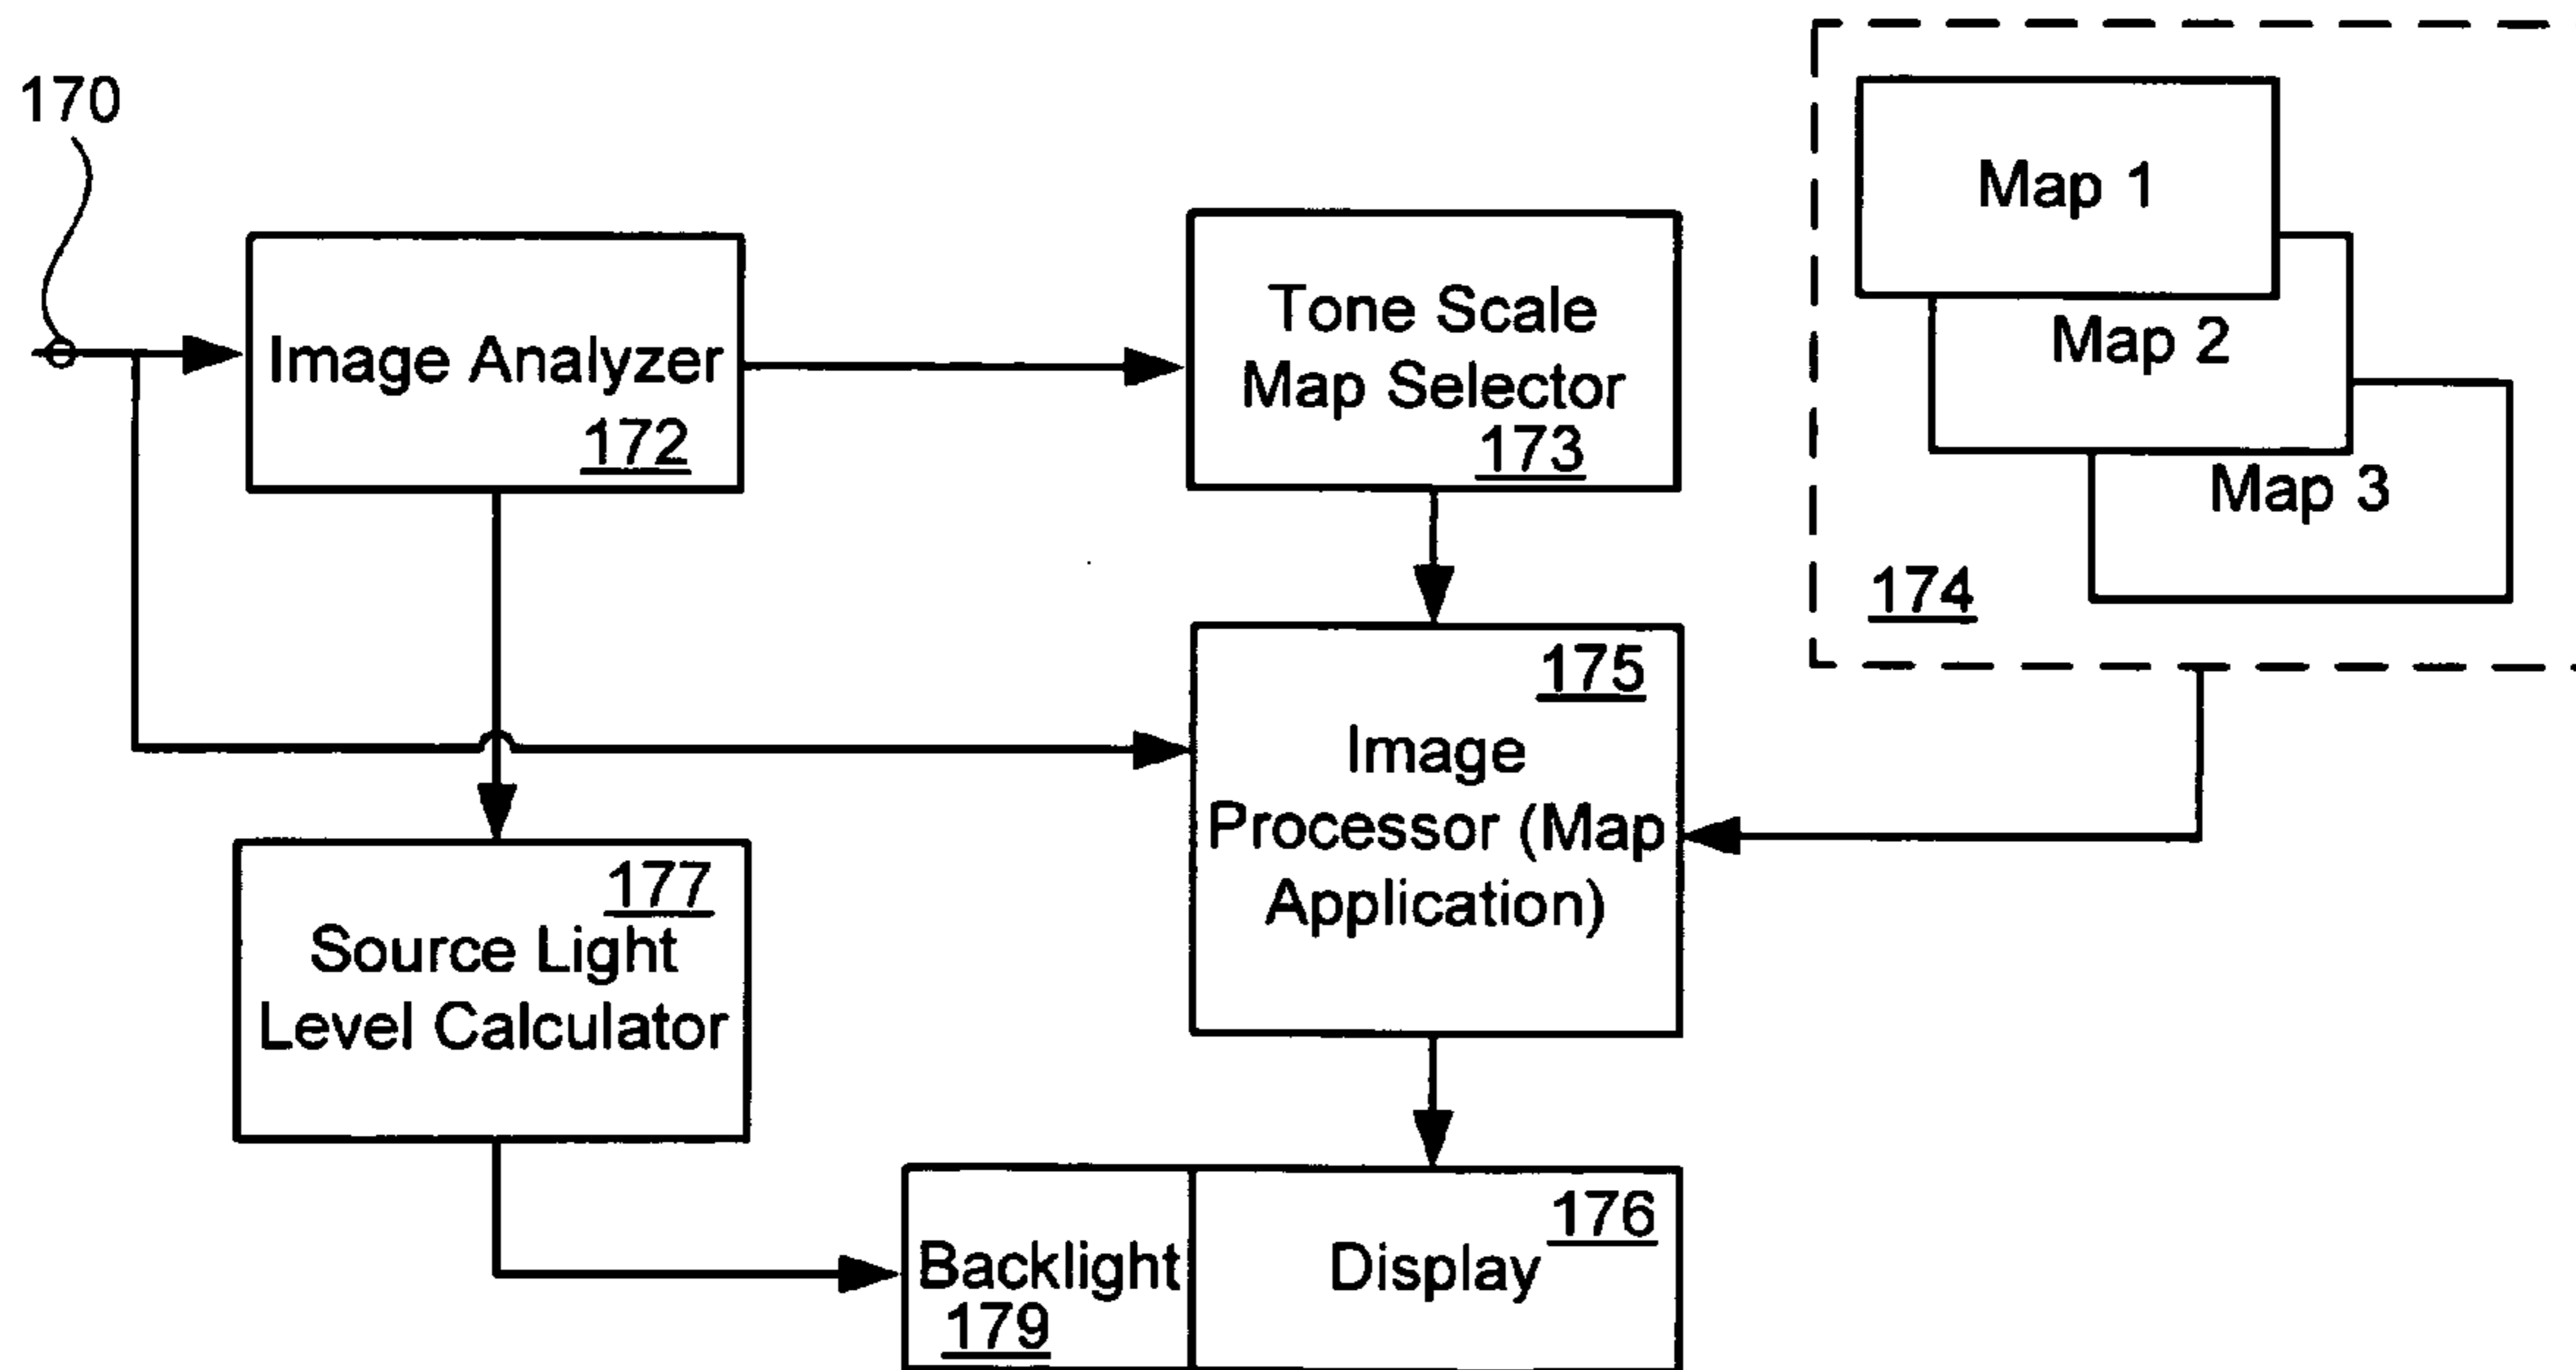 170
Image Analyzer
172
Tone Scale
Map Selector
173
Map 1
Map 2
Map 3
174
175
Image
Processor (Map
Application)
177
Source Light
Level Calculator
Backlight
179
176
Display